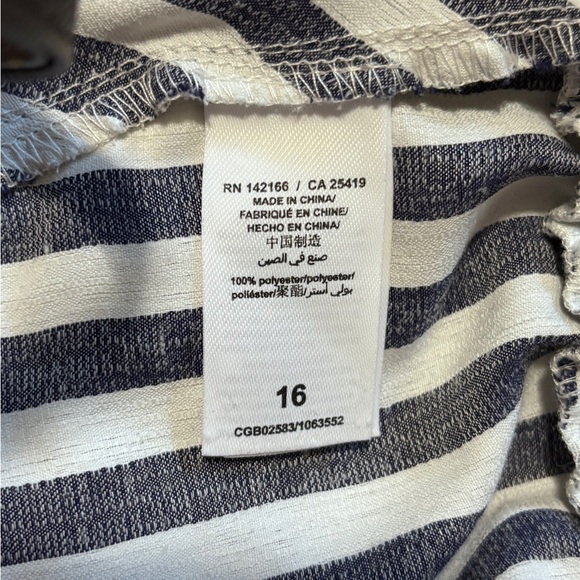 RN 142166 / CA 25419
MADE IN CHINA/
FABRIQUÉ EN CHINE/
HECHO EN CHINA/
中国制造
صنع في الصين
100% polyester/polyester/
poliéster/聚酯/بولي أستر
16
CGB02583/1063552